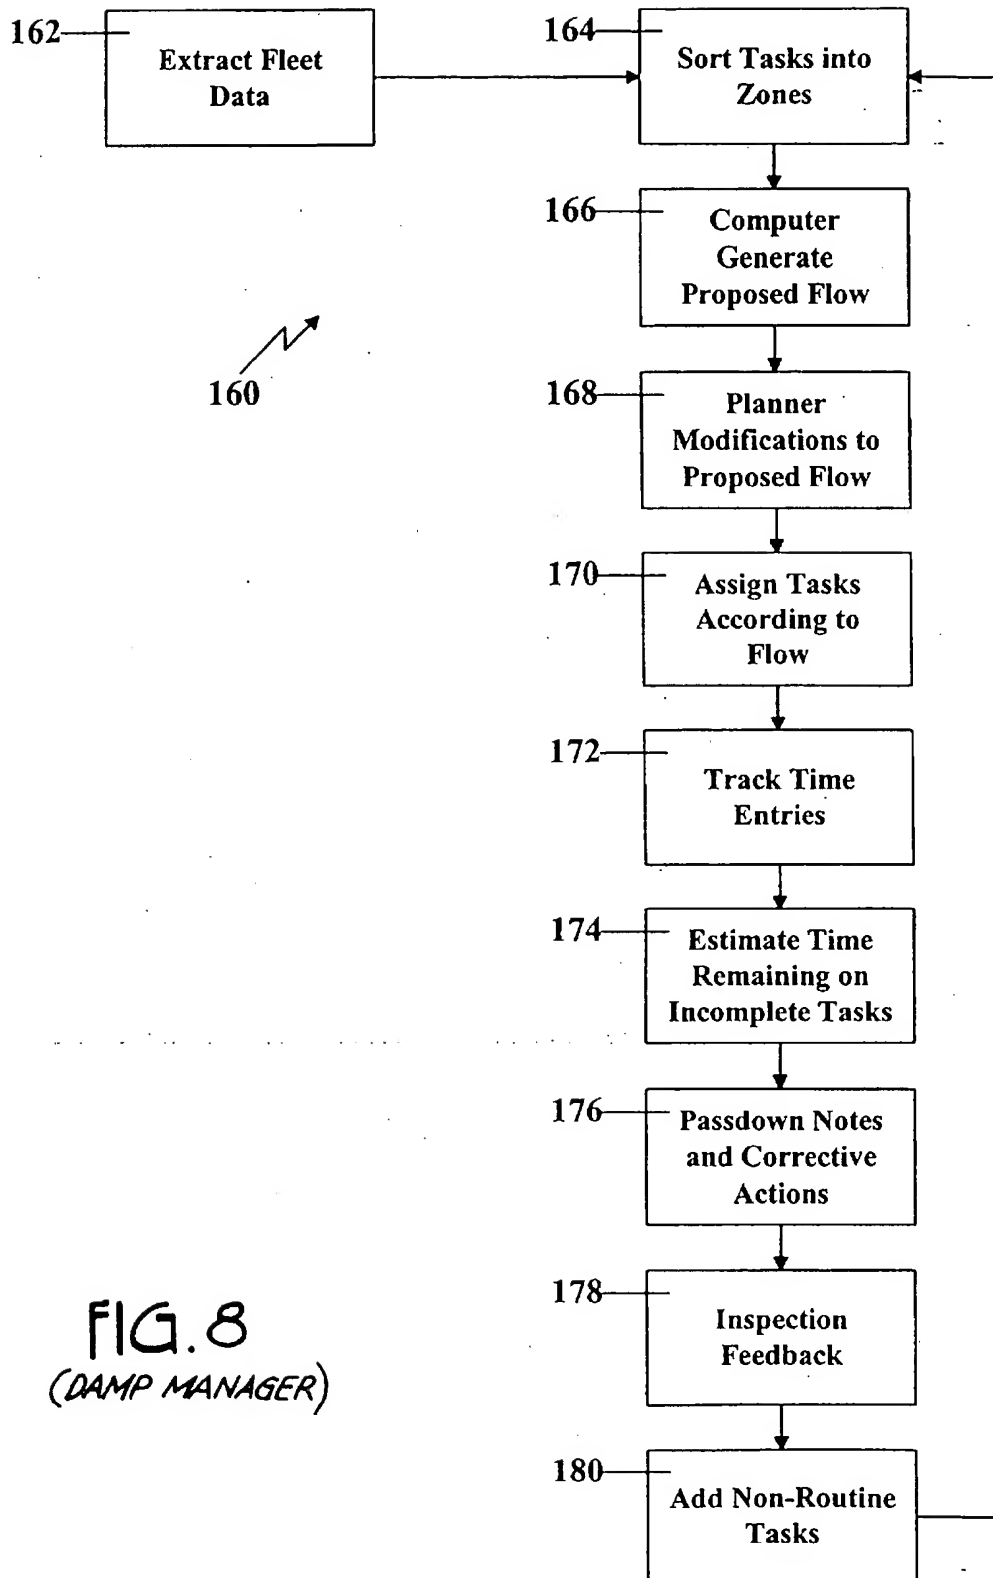 162
Extract Fleet
Data
164
Sort Tasks into
Zones
166
Computer
Generate
Proposed Flow
160
168
Planner
Modifications to
Proposed Flow
170
Assign Tasks
According to
Flow
172
Track Time
Entries
174
Estimate Time
Remaining on
Incomplete Tasks
176
Passdown Notes
and Corrective
Actions
178
Inspection
Feedback
FIG. 8
(DAMP MANAGER)
180
Add Non-Routine
Tasks